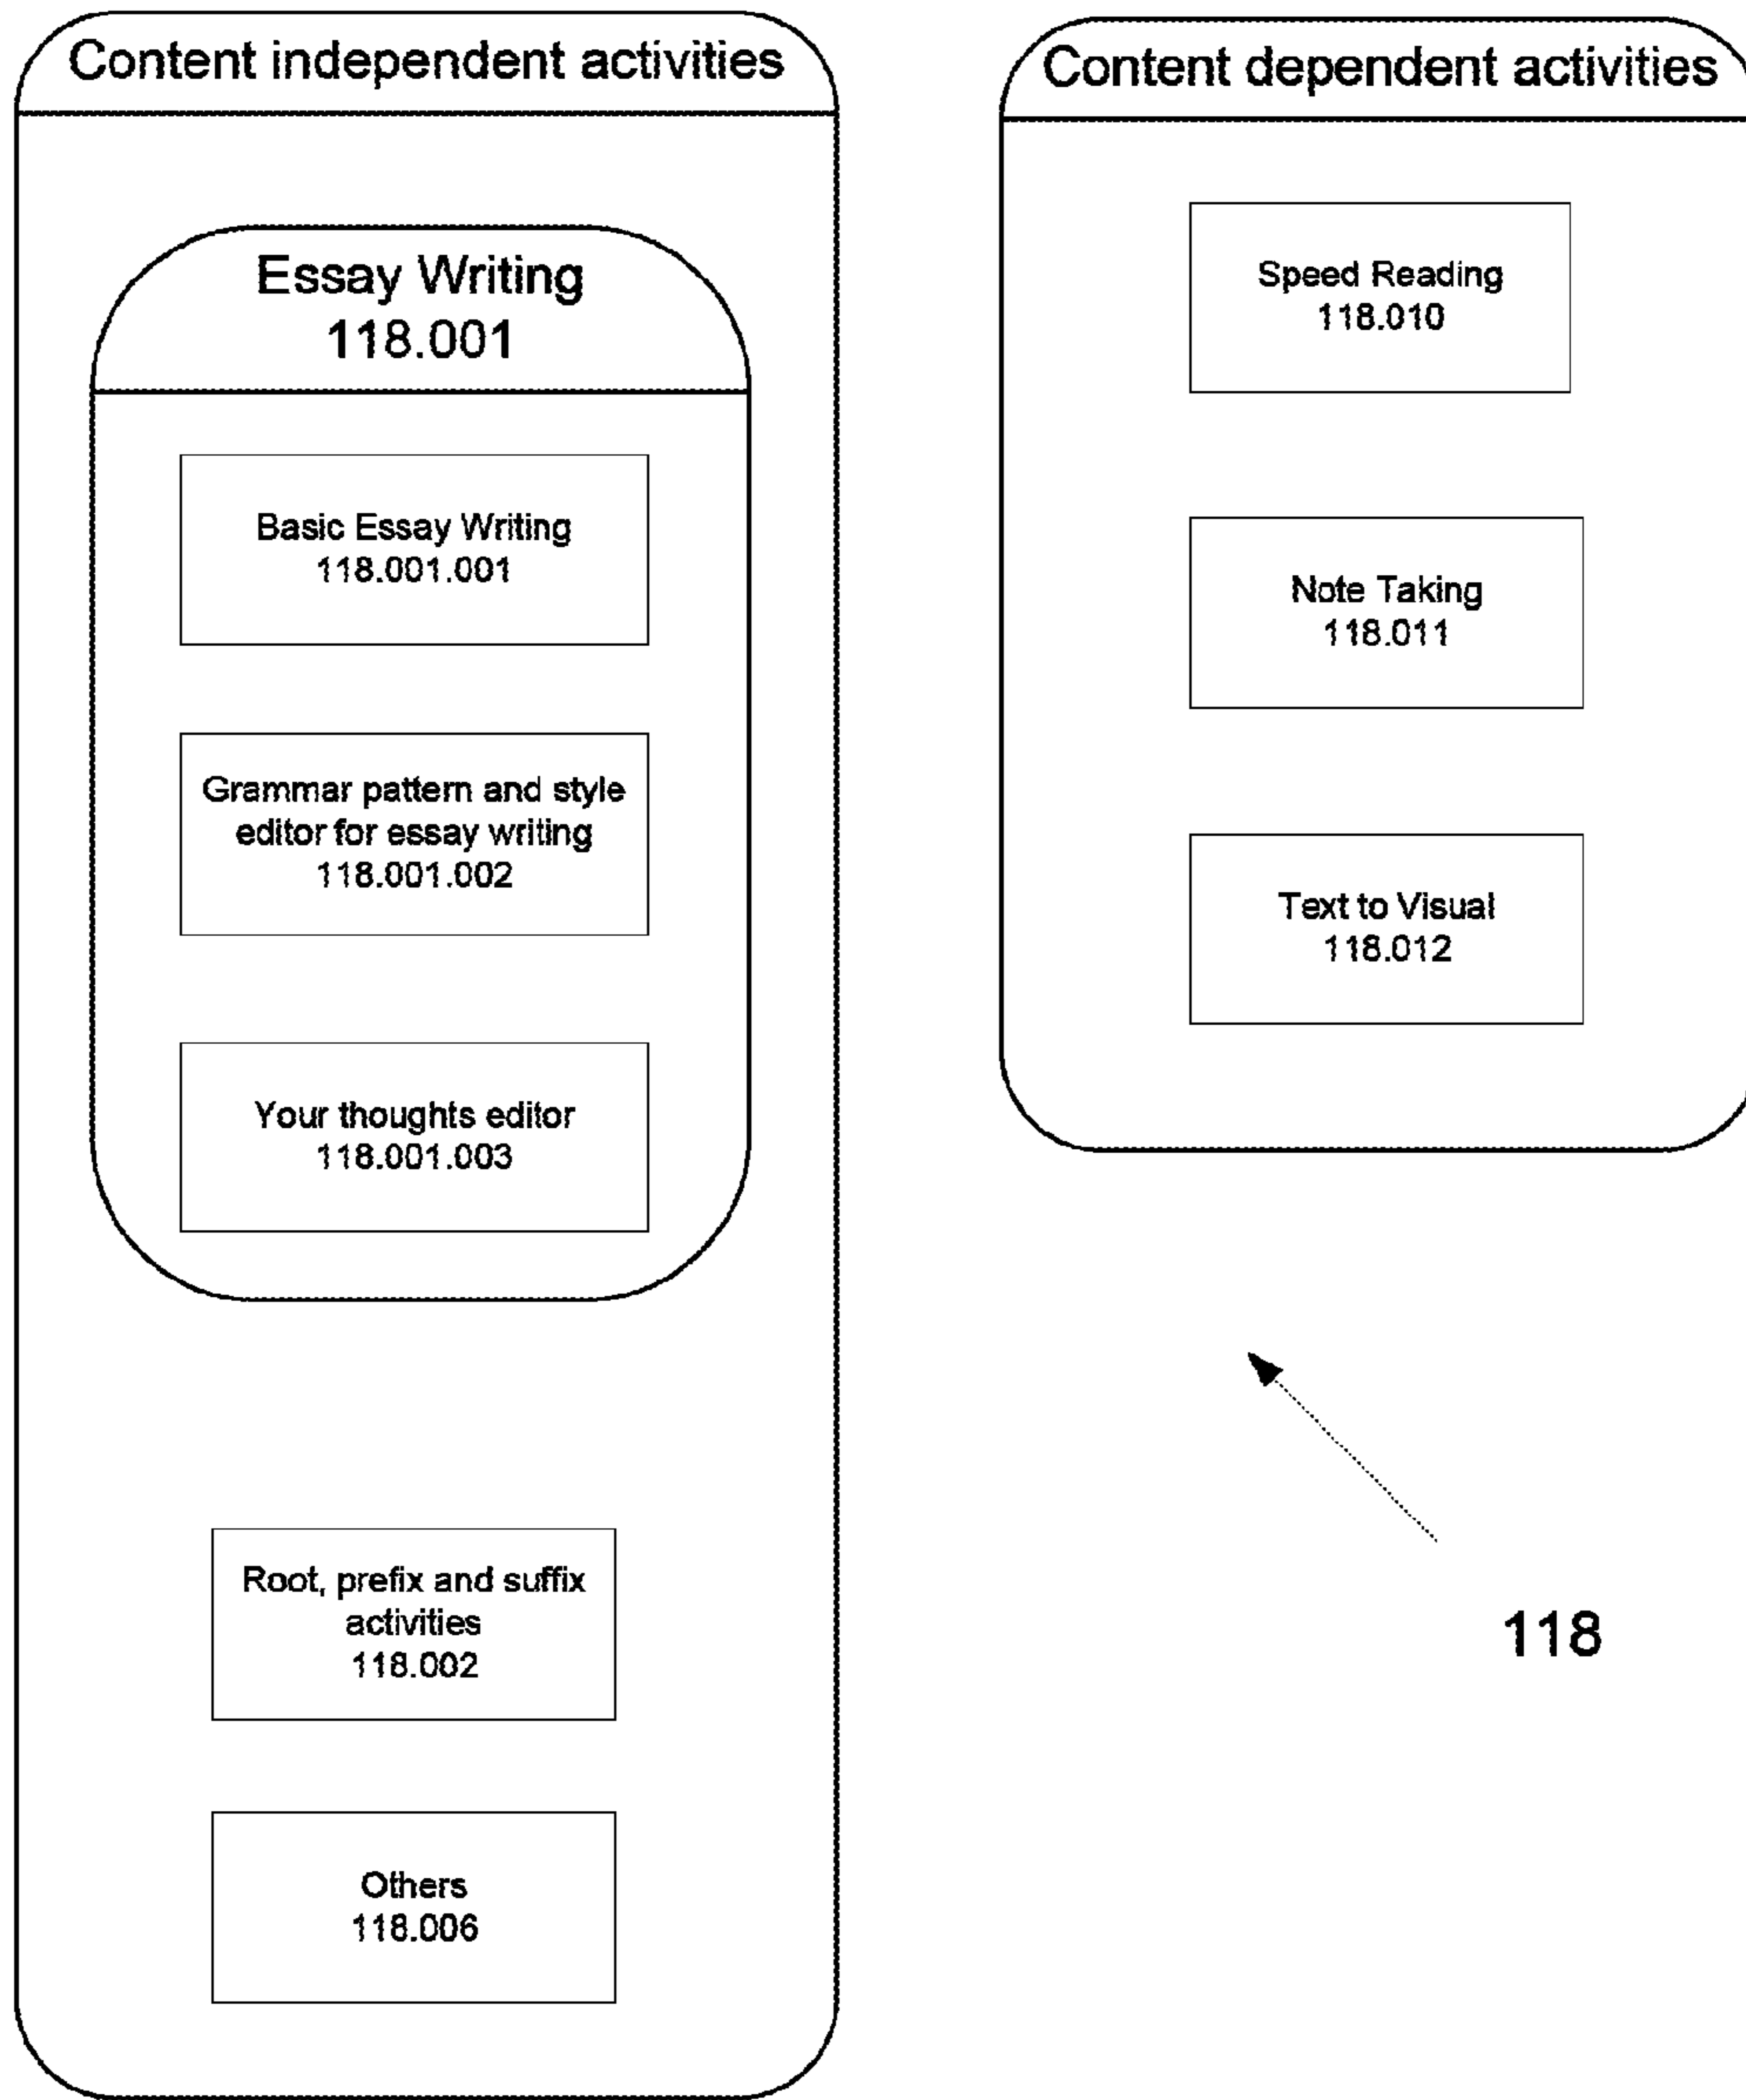 Content independent activities
Essay Writing
118.001
Basic Essay Writing
118.001.001
Grammar pattern and style
editor for essay writing
118.001.002
Your thoughts editor
118.001.003
Root, prefix and suffix
activities
118.002
Others
118.006
Content dependent activities
Speed Reading
118.010
Note Taking
118.011
Text to Visual
118.012
118